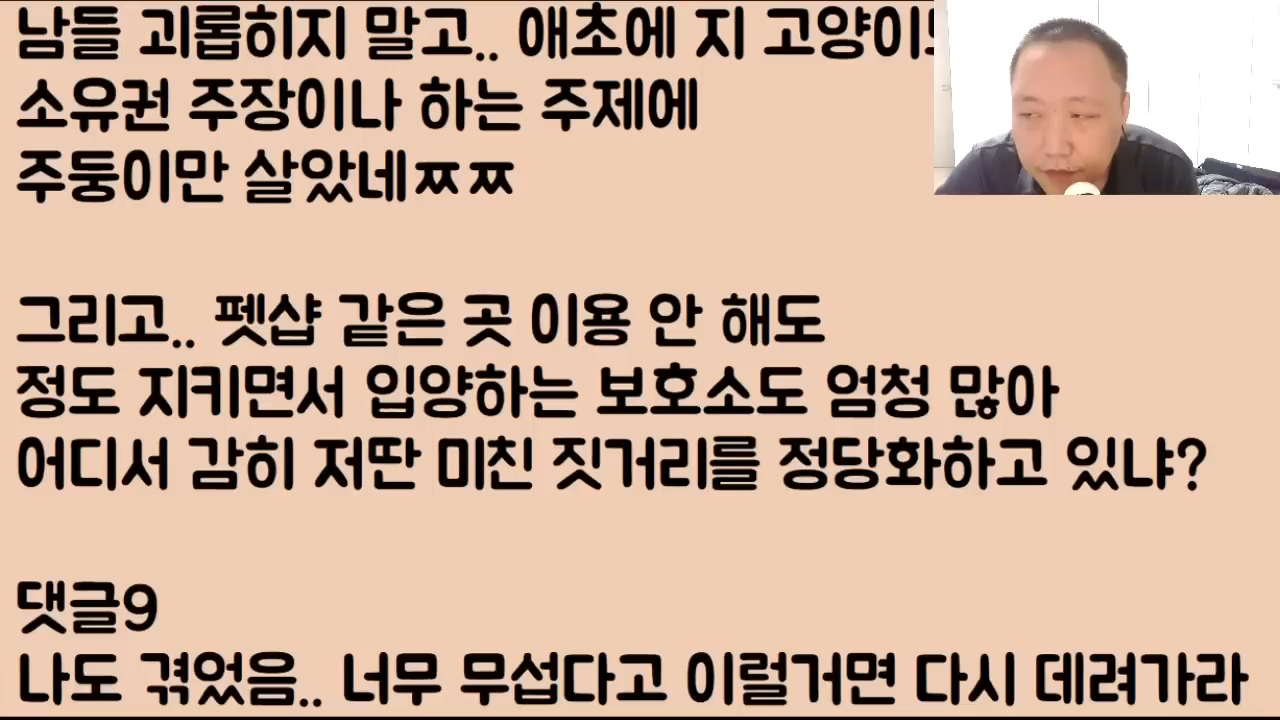 남들 괴롭히지 말고.. 애초에 지 고양이
소유권 주장이나 하는 주제에
주둥이만 살았네ㅉㅉ
그리고.. 펫샵 같은 곳 이용 안 해도
정도 지키면서 입양하는 보호소도 엄청 많아
어디서 감히 저딴 미친 짓거리를 정당화하고 있냐?
댓글9
나도 겪었음.. 너무 무섭다고 이럴거면 다시 데려가라